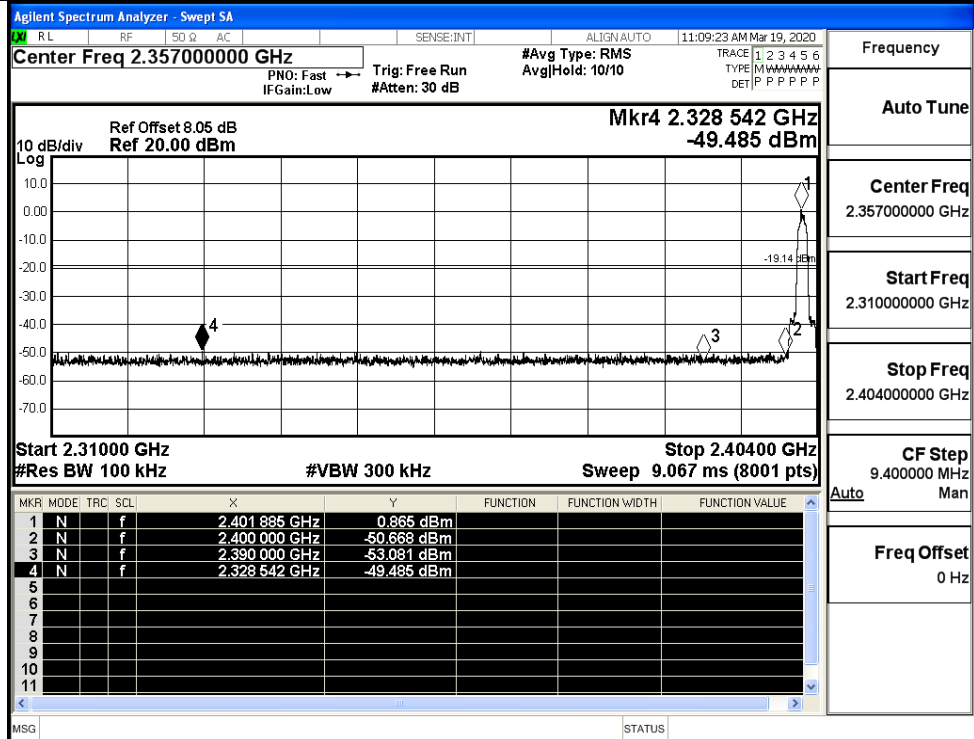 Agilent Spectrum Analyzer - Swept SA
LXI RL RF 50 Ω AC SENSE:INT ALIGNAUTO 11:09:23 AM Mar 19, 2020
Center Freq 2.357000000 GHz
PNO: Fast
IFGain:Low
Trig: Free Run
#Atten: 30 dB
#Avg Type: RMS
Avg|Hold: 10/10
TRACE 1 2 3 4 5 6
TYPE M W W W W W
DET P P P P P P
Ref Offset 8.05 dB
10 dB/div Ref 20.00 dBm
Log
Mkr4 2.328 542 GHz
-49.485 dBm
10.0
0.00
-10.0
-20.0
-30.0
-40.0
-50.0
-60.0
-70.0
1
-19.14 dBm
4
3
2
Start 2.31000 GHz Stop 2.40400 GHz
#Res BW 100 kHz #VBW 300 kHz Sweep 9.067 ms (8001 pts)
MKR MODE TRC SCL X Y FUNCTION FUNCTION WIDTH FUNCTION VALUE
1 N f 2.401 885 GHz 0.865 dBm
2 N f 2.400 000 GHz -50.668 dBm
3 N f 2.390 000 GHz -53.081 dBm
4 N f 2.328 542 GHz -49.485 dBm
5
6
7
8
9
10
11
MSG STATUS
Frequency
Auto Tune
Center Freq
2.357000000 GHz
Start Freq
2.310000000 GHz
Stop Freq
2.404000000 GHz
CF Step
9.400000 MHz
Auto Man
Freq Offset
0 Hz